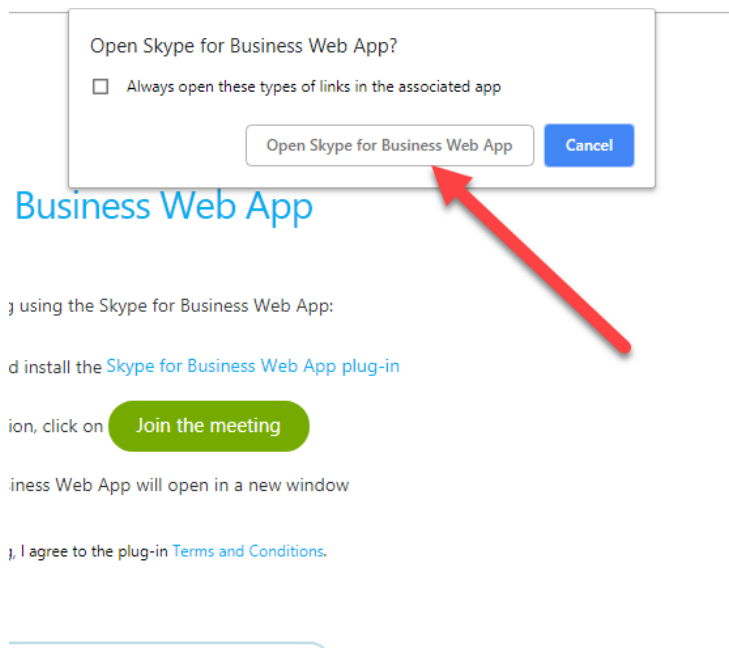 Open Skype for Business Web App?
Always open these types of links in the associated app
Open Skype for Business Web App Cancel
Business Web App
using the Skype for Business Web App:
install the Skype for Business Web App plug-in
click on Join the meeting
Web App will open in a new window
I agree to the plug-in Terms and Conditions.